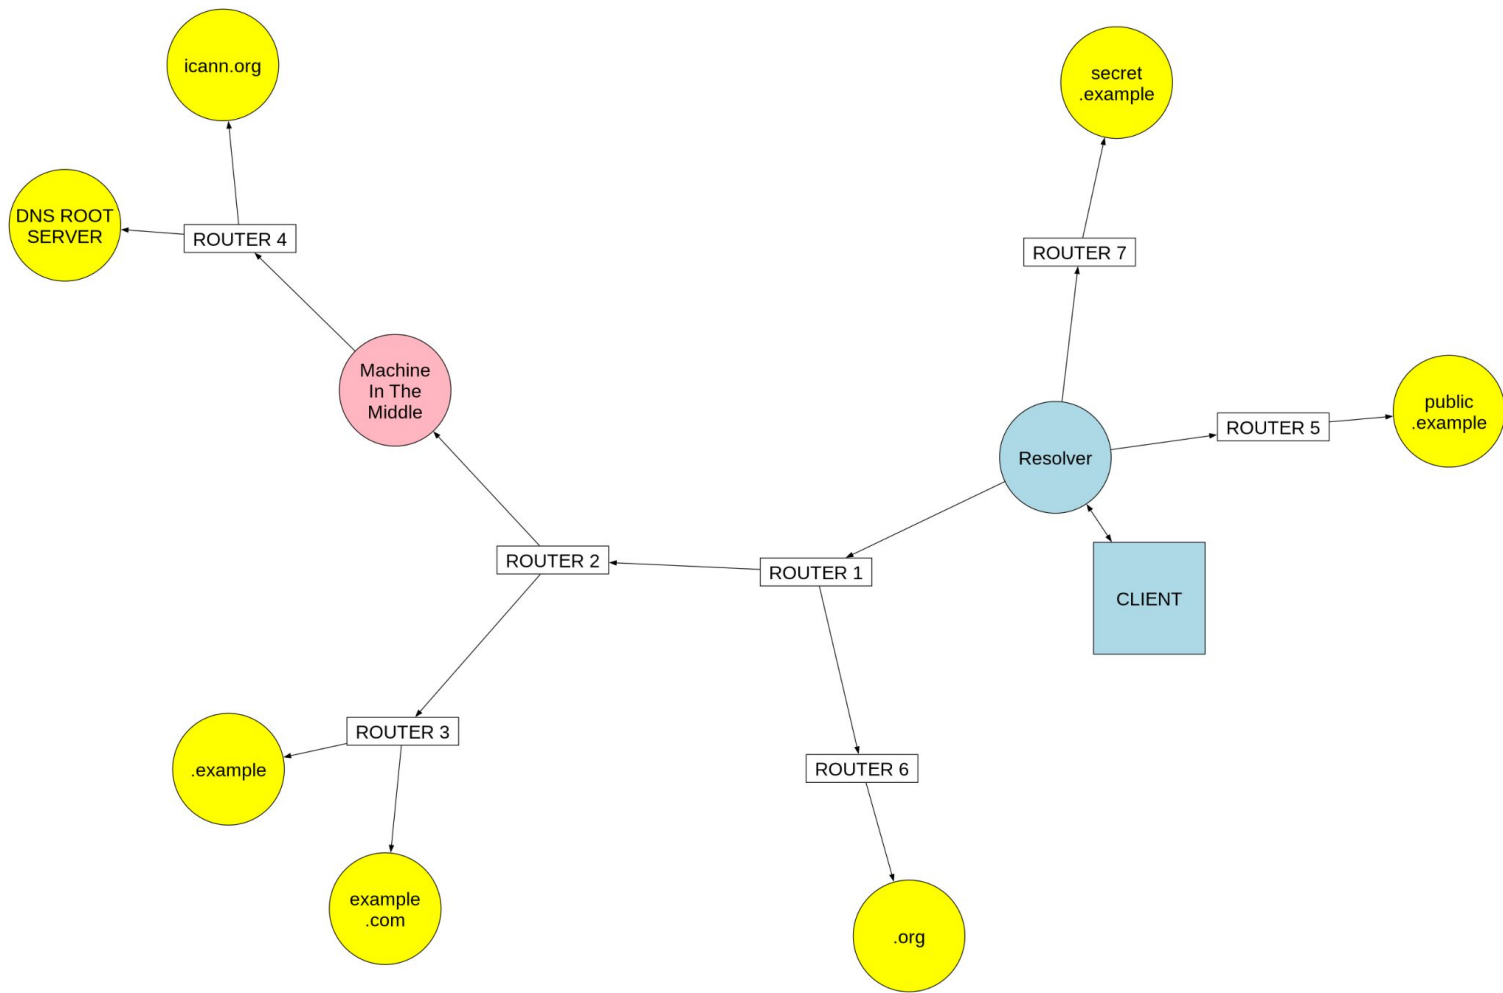 icann.org
secret
.example
DNS ROOT
SERVER
ROUTER 4
ROUTER 7
Machine
In The
Middle
public
.example
ROUTER 5
Resolver
ROUTER 2
ROUTER 1
CLIENT
ROUTER 3
.example
ROUTER 6
example
.com
.org